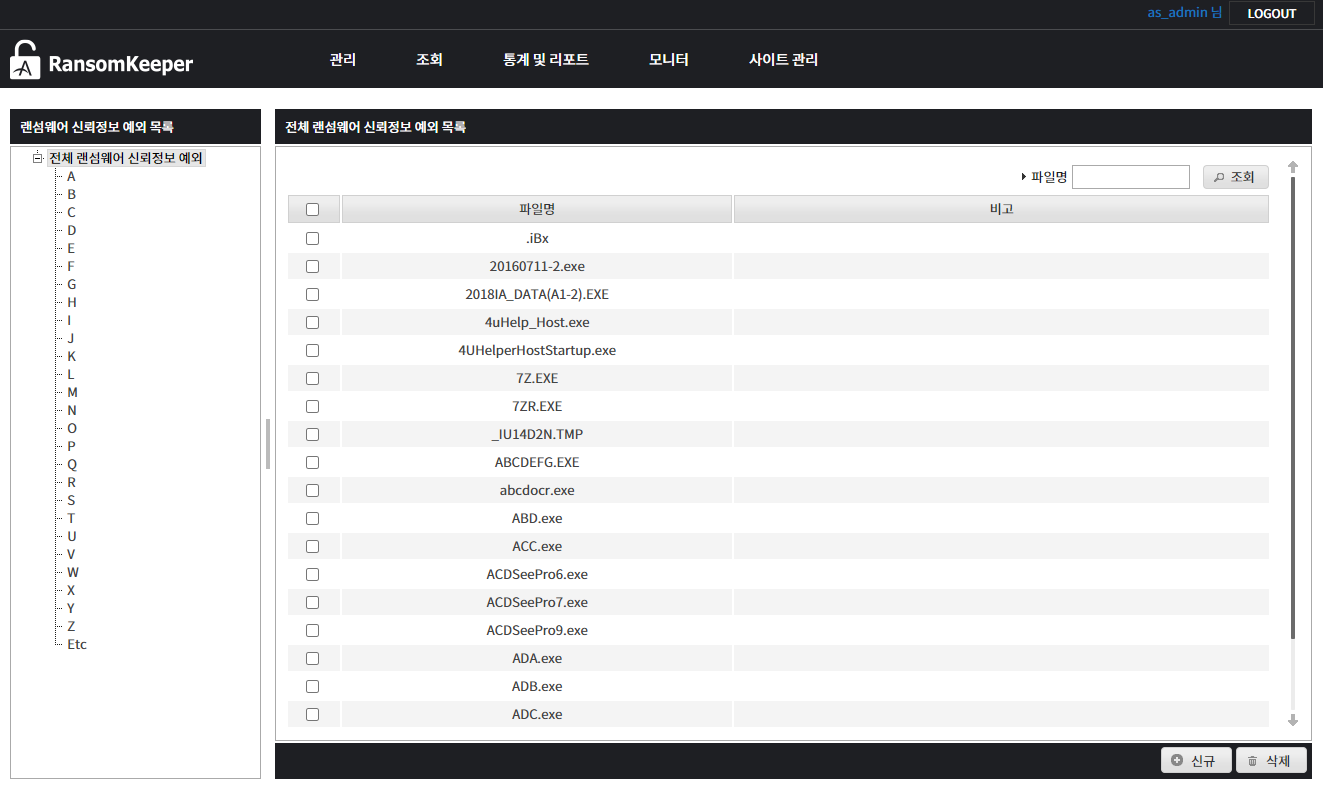 as_admin 님 LOGOUT
RansomKeeper 관리 조회 통계 및 리포트 모니터 사이트 관리
랜섬웨어 신뢰정보 예외 목록
전체 랜섬웨어 신뢰정보 예외
A
B
C
D
E
F
G
H
I
J
K
L
M
N
O
P
Q
R
S
T
U
V
W
X
Y
Z
Etc
전체 랜섬웨어 신뢰정보 예외 목록
파일명 조회
파일명 비고
.iBx
20160711-2.exe
2018IA_DATA(A1-2).EXE
4uHelp_Host.exe
4UHelperHostStartup.exe
7Z.EXE
7ZR.EXE
_IU14D2N.TMP
ABCDEFG.EXE
abcdocr.exe
ABD.exe
ACC.exe
ACDSeePro6.exe
ACDSeePro7.exe
ACDSeePro9.exe
ADA.exe
ADB.exe
ADC.exe
신규 삭제